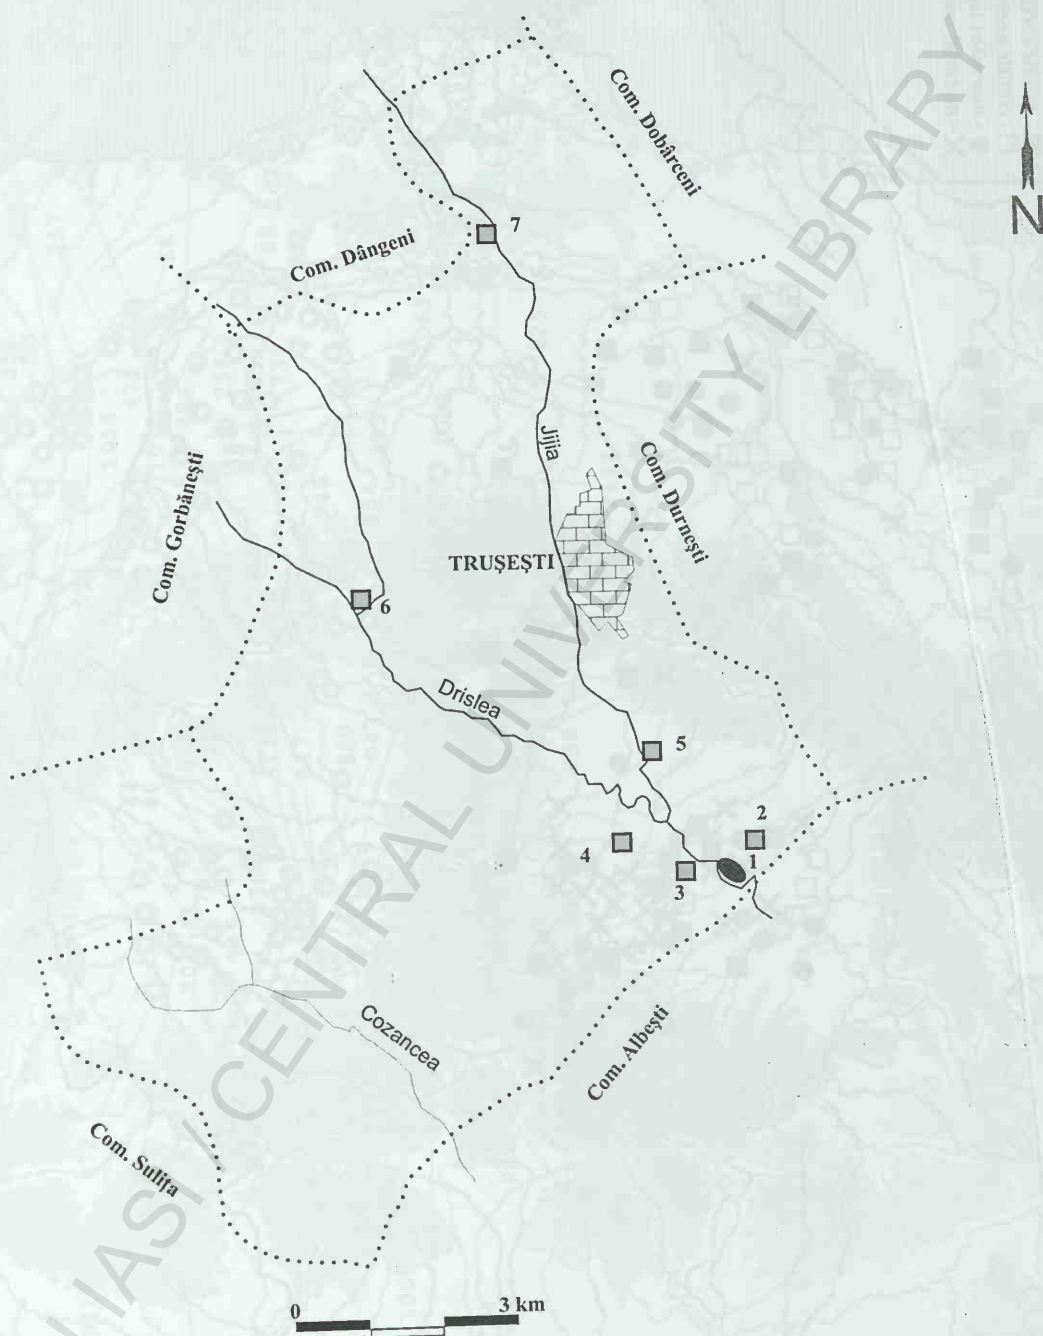 Com. Dobârceni
N
7
Com. Dângeni
Jijia
Com. Gorbănești
Com. Durnești
TRUȘEȘTI
6
Drislea
5
2
4
1
3
Cozancea
Com. Albești
Com. Sulița
0
3 km
IASI / CENTRAL UNIVERSITY LIBRARY